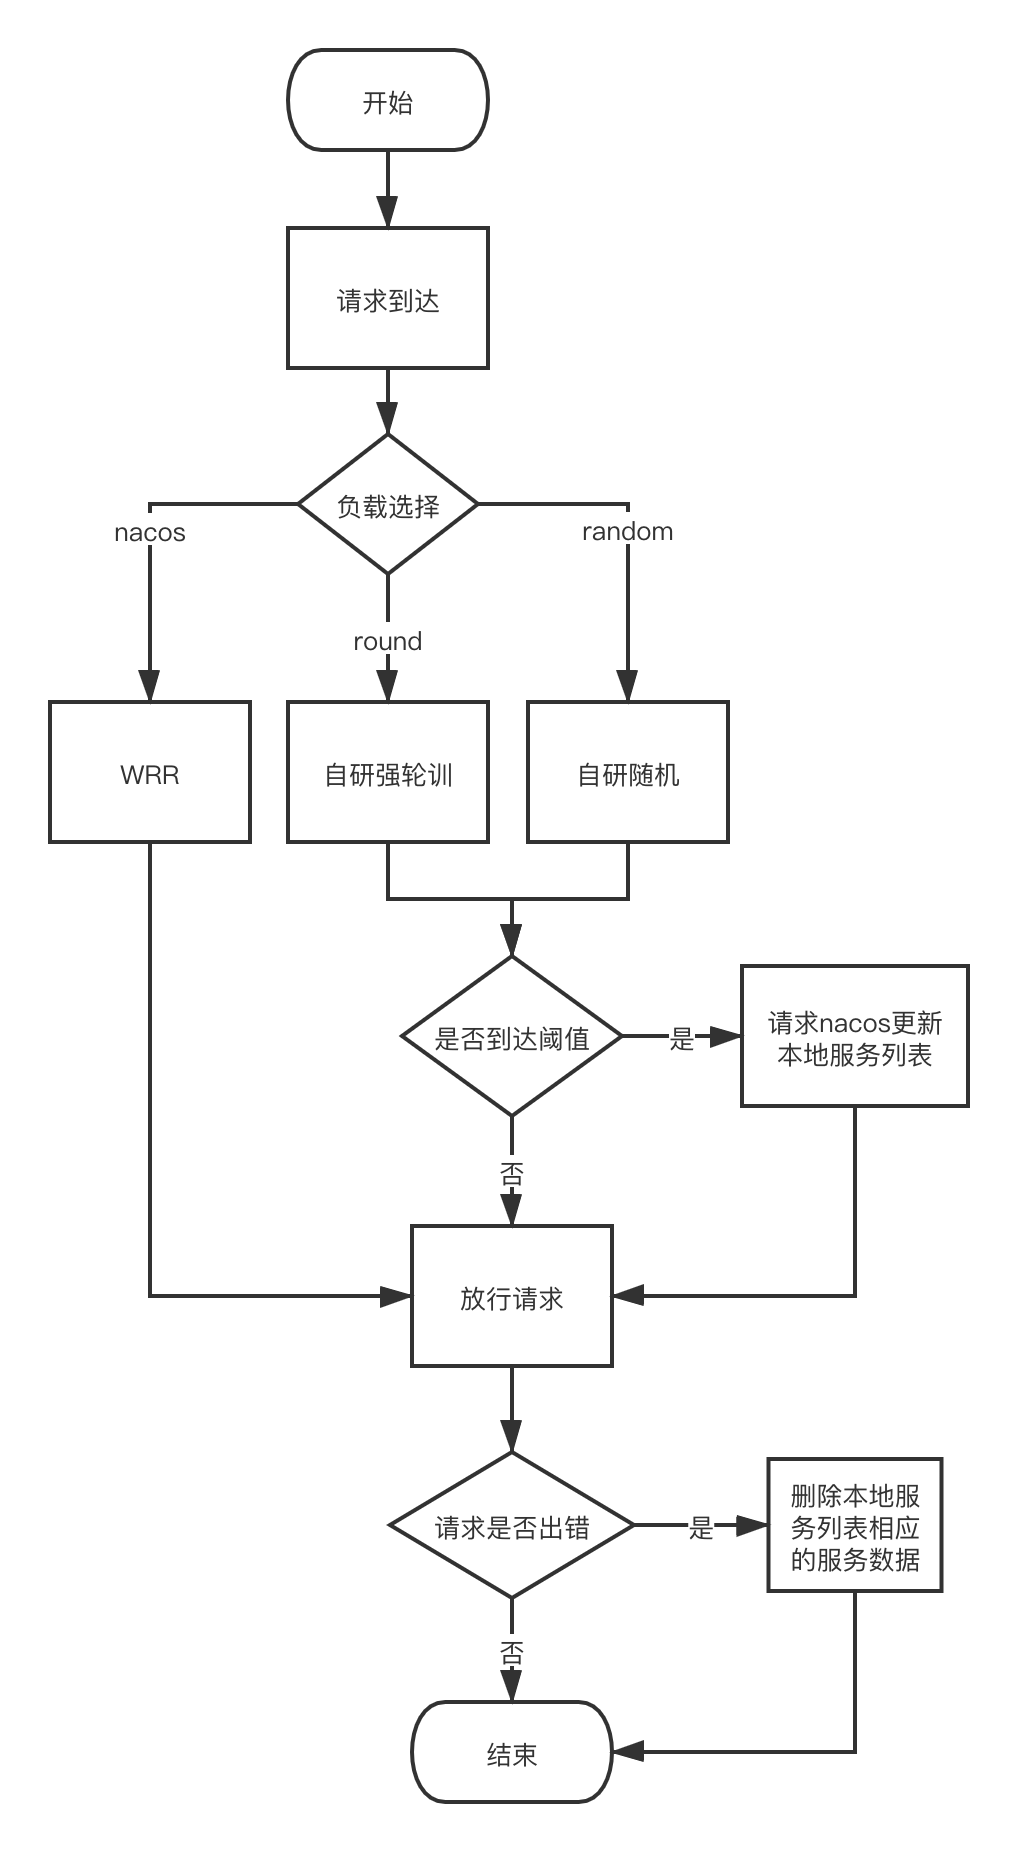 开始
请求到达
负载选择
nacos
random
round
WRR
自研强轮训
自研随机
是否到达阈值
是
请求nacos更新
本地服务列表
否
放行请求
请求是否出错
是
删除本地服
务列表相应
的服务数据
否
结束